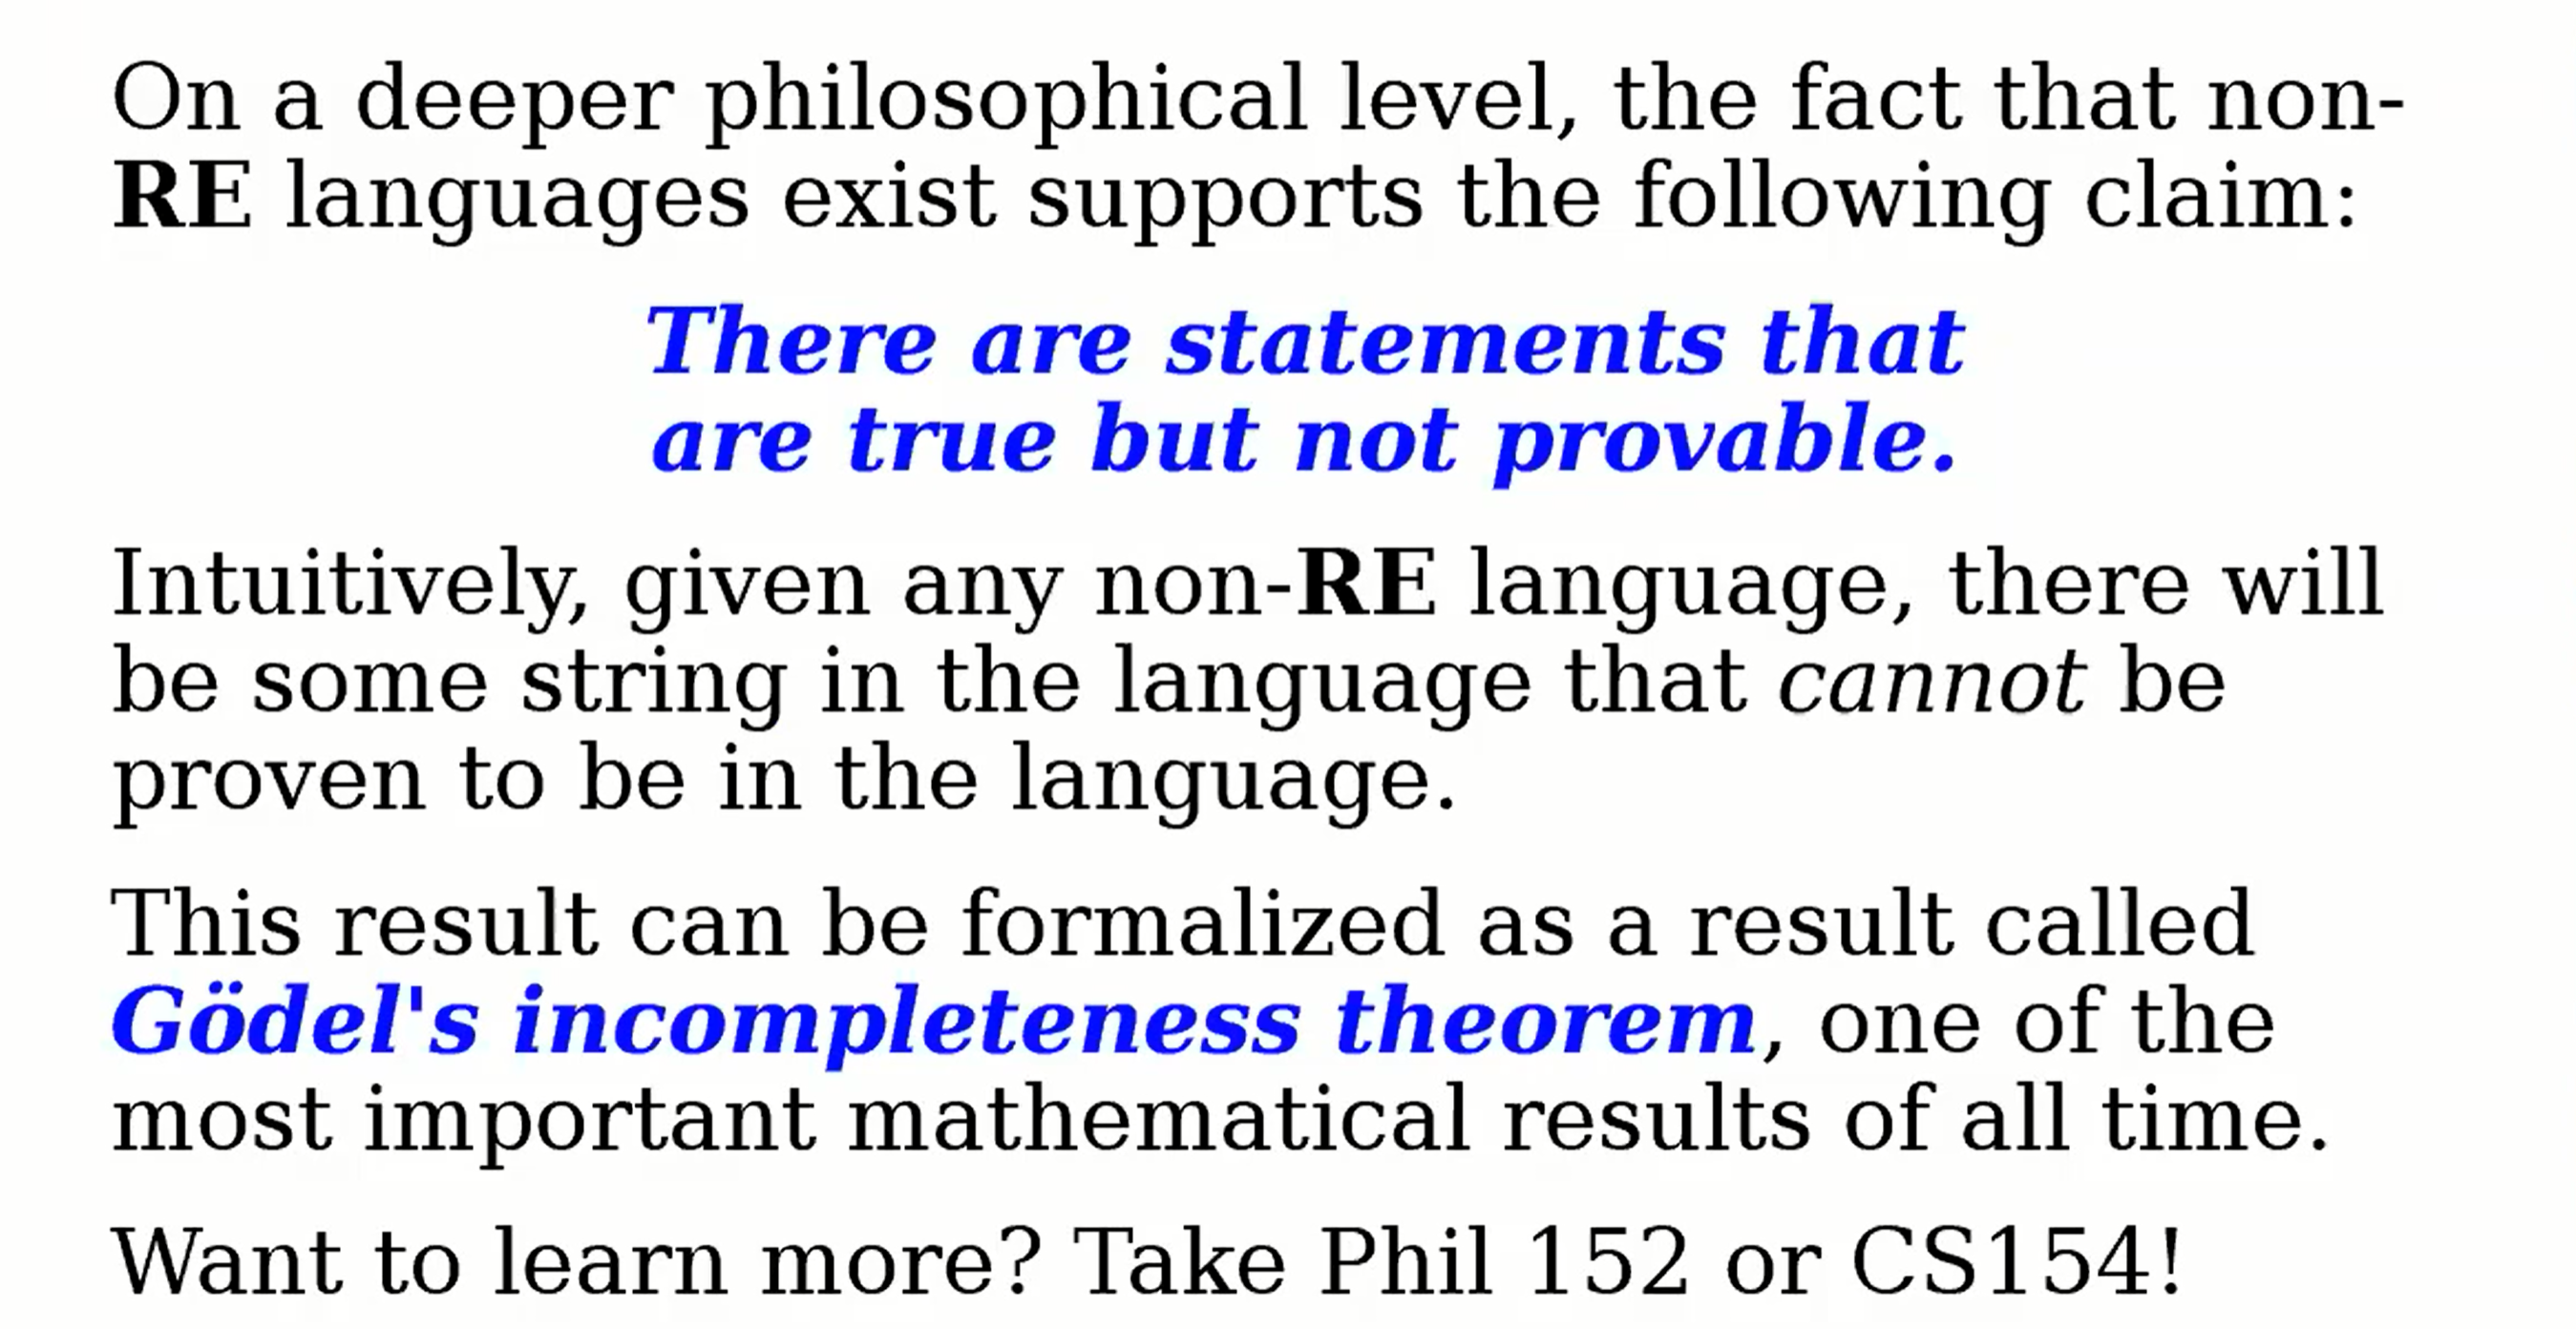 On a deeper philosophical level, the fact that non-
RE languages exist supports the following claim:
There are statements that
are true but not provable.
Intuitively, given any non-RE language, there will
be some string in the language that cannot be
proven to be in the language.
This result can be formalized as a result called
Gödel's incompleteness theorem, one of the
most important mathematical results of all time.
Want to learn more? Take Phil 152 or CS154!